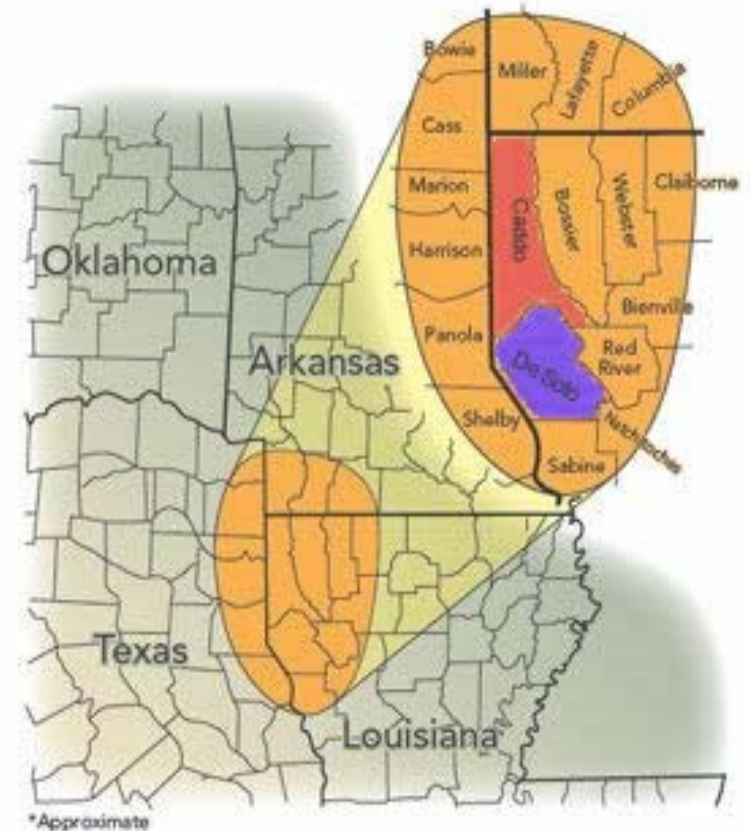 Bowie
Miller
Lafayette
Columbia
Cass
Marion
Caddo
Bossier
Webster
Claiborne
Harrison
Oklahoma
Bienville
Panola
Red
River
Arkansas
De Soto
Shelby
Natchitoches
Sabine
Texas
Louisiana
*Approximate